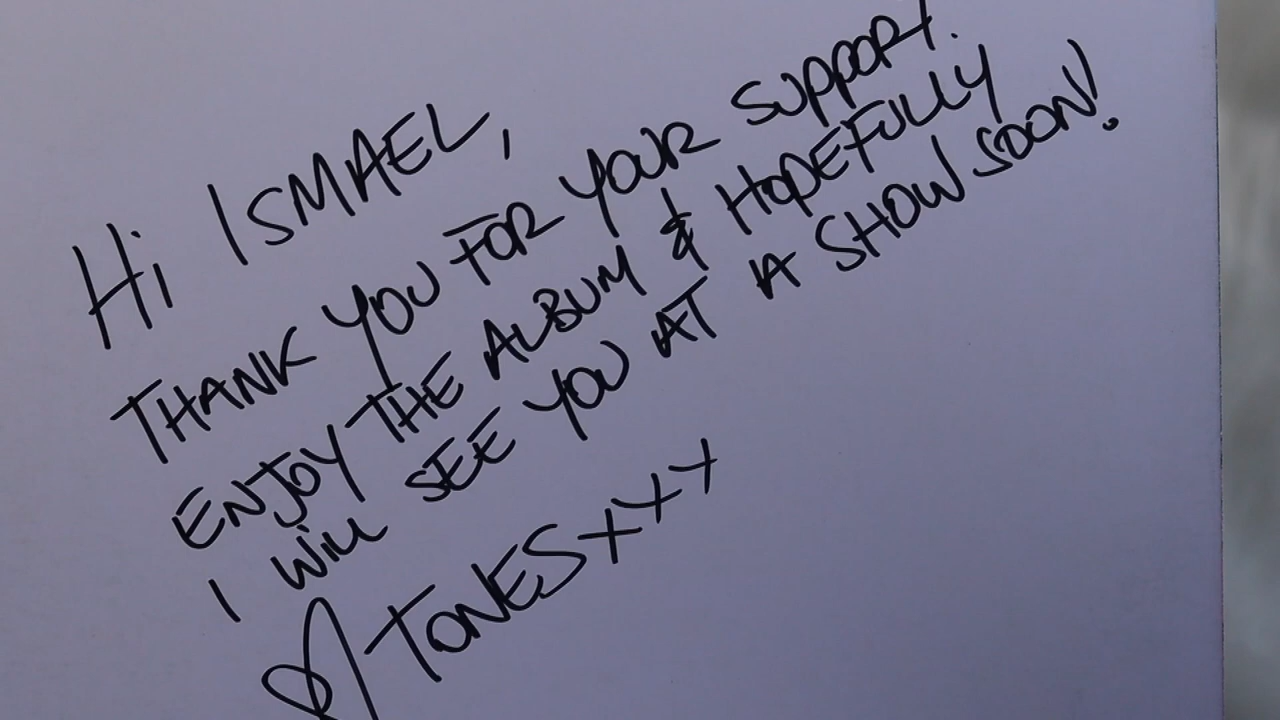 Hi ISMAEL,
THANK YOU FOR YOUR SUPPORT.
ENJOY THE ALBUM & HOPEFULLY
I WILL SEE YOU AT A SHOW SOON!
TONES xxx